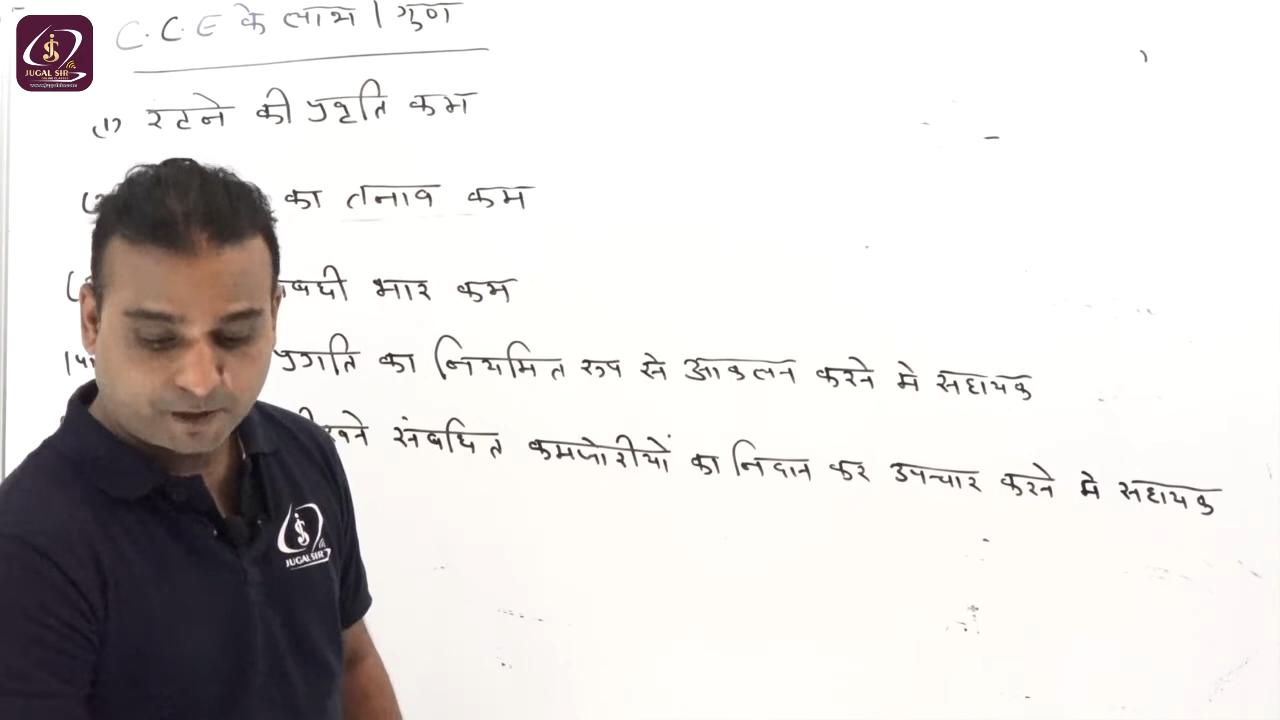 JUGAL SIR
C.C.E के लाभ / गुण
(1) रटने की प्रवृति कम
का तनाव कम
भार कम
प्रगति का नियमित रूप से आकलन करने मे सहायक
संबधित कमजोरीयों का निदान कर उपचार करने मे सहायक
JUGAL SIR